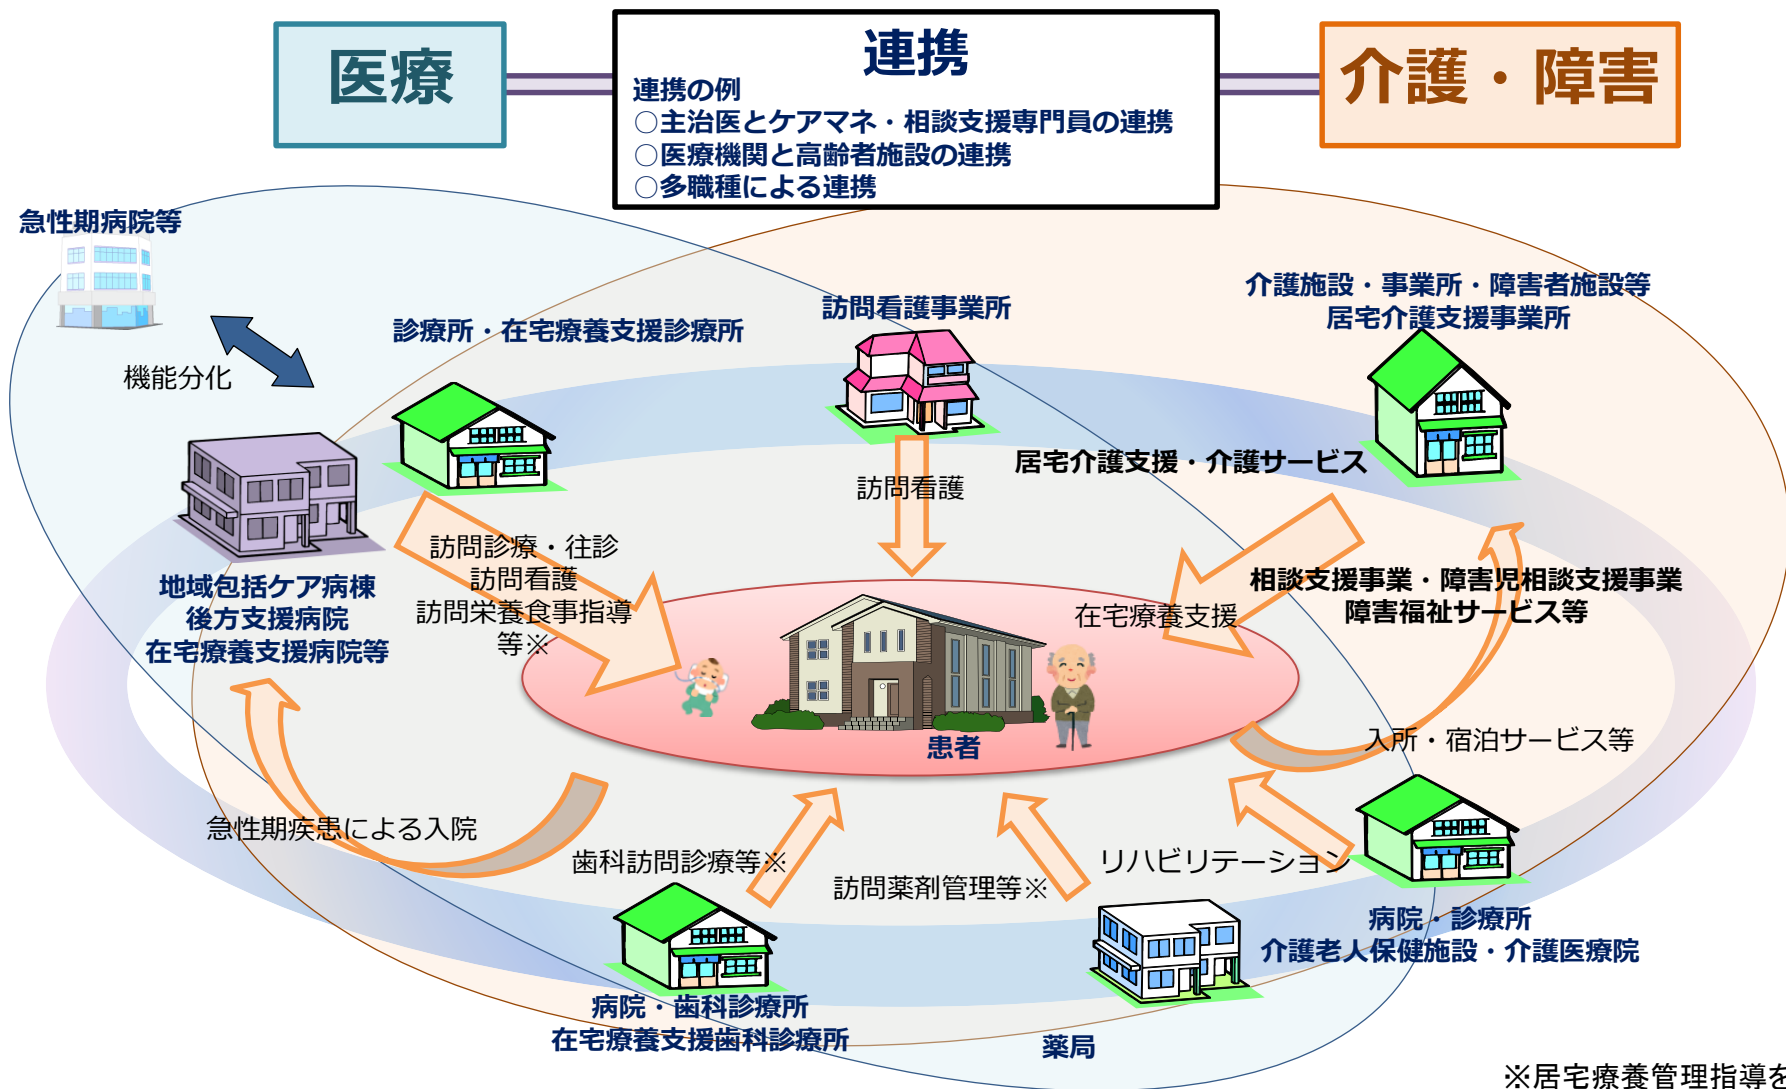 医療
連携
連携の例
○主治医とケアマネ・相談支援専門員の連携
○医療機関と高齢者施設の連携
○多職種による連携
介護・障害
急性期病院等
機能分化
診療所・在宅療養支援診療所
訪問看護事業所
介護施設・事業所・障害者施設等
居宅介護支援事業所
訪問看護
居宅介護支援・介護サービス
訪問診療・往診
訪問看護
訪問栄養食事指導
等※
地域包括ケア病棟
後方支援病院
在宅療養支援病院等
在宅療養支援
相談支援事業・障害児相談支援事業
障害福祉サービス等
患者
入所・宿泊サービス等
急性期疾患による入院
歯科訪問診療等※
訪問薬剤管理等※
リハビリテーション
病院・診療所
介護老人保健施設・介護医療院
病院・歯科診療所
在宅療養支援歯科診療所
薬局
※居宅療養管理指導を